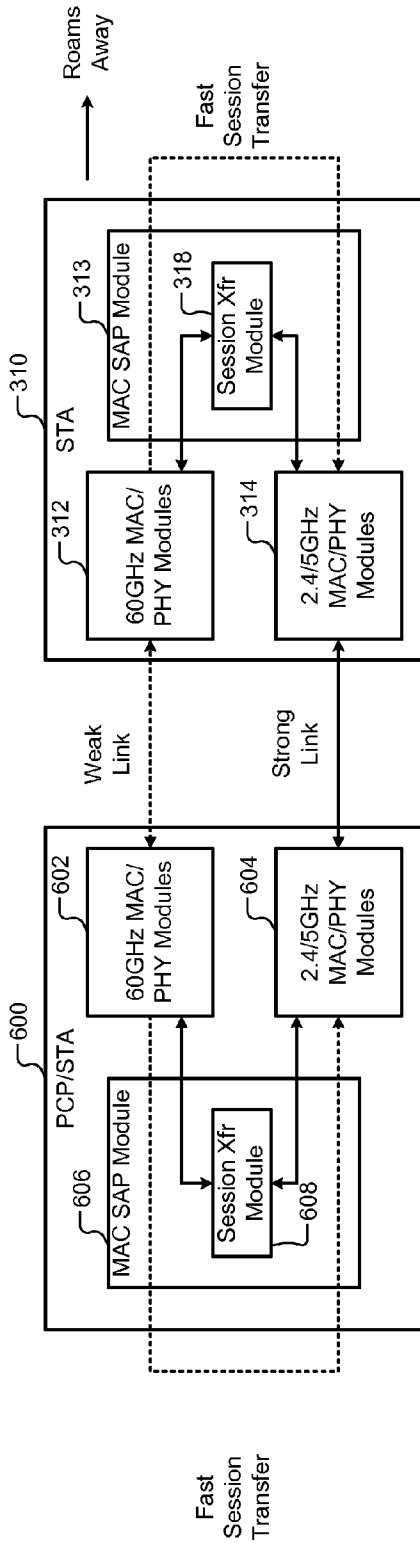 Fast
Session
Transfer
600
PCP/STA
606
MAC SAP Module
Session Xfr
Module
608
602
60GHz MAC/
PHY Modules
604
2.4/5GHz
MAC/PHY
Modules
Weak
Link
Strong
Link
310
STA
312
60GHz MAC/
PHY Modules
314
2.4/5GHz
MAC/PHY
Modules
313
MAC SAP Module
318
Session Xfr
Module
Fast
Session
Transfer
Roams
Away